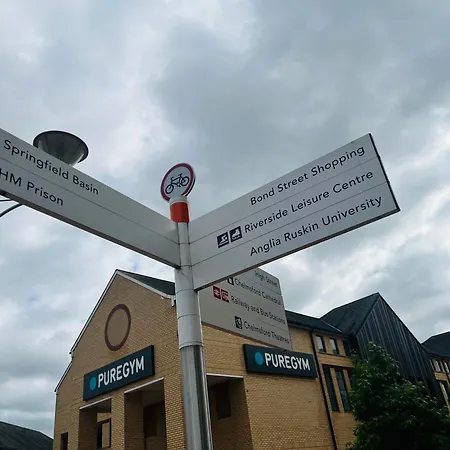 Springfield Basin
HM Prison
Bond Street Shopping
Riverside Leisure Centre
Anglia Ruskin University
High Street
Chelmsford Cathedral
Railway and Bus Stations
Chelmsford Theatres
PUREGYM
PUREGYM